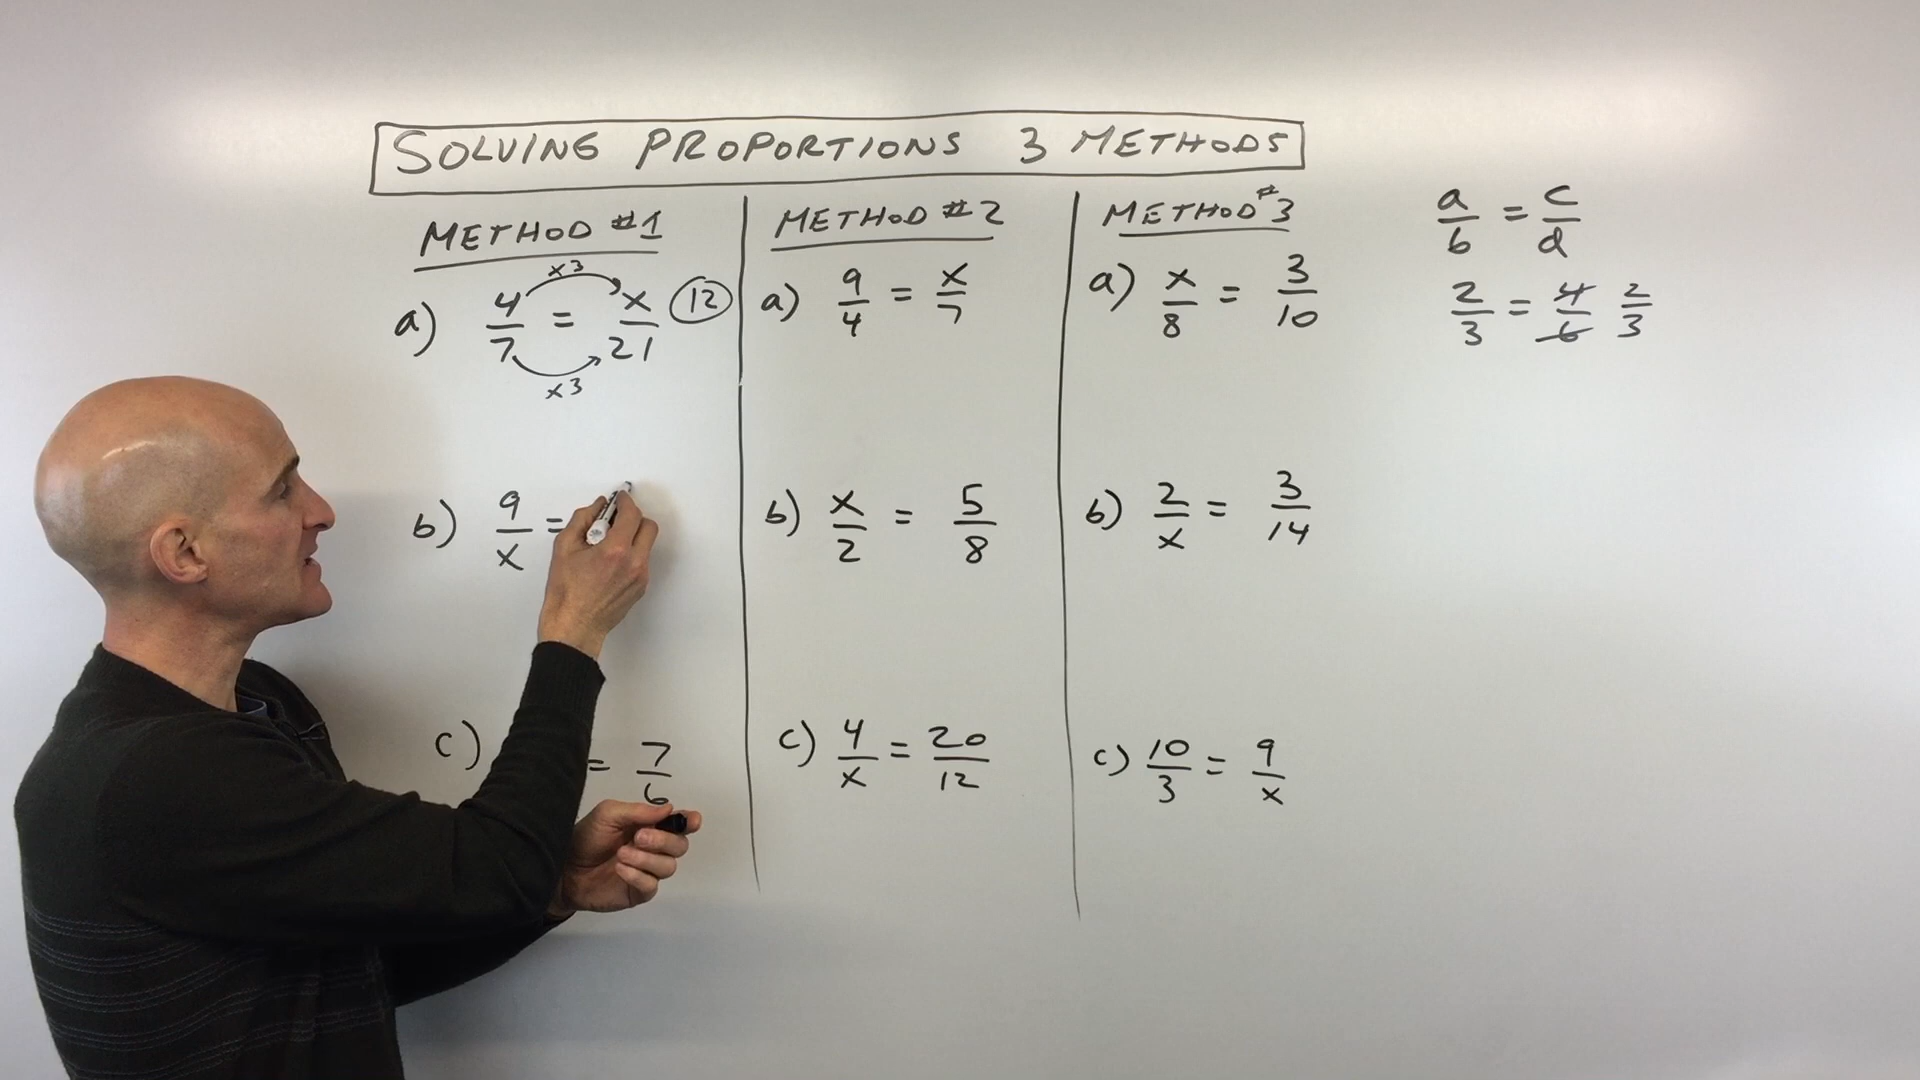 SOLVING PROPORTIONS 3 METHODS
METHOD #1
a) 4/7 = x/21 (12)
x3
x3
b) 9/x =
c) = 7/6
METHOD #2
a) 9/4 = x/7
b) x/2 = 5/8
c) 4/x = 20/12
METHOD #3
a) x/8 = 3/10
b) 2/x = 3/14
c) 10/3 = 9/x
a/b = c/d
2/3 = 4/6 2/3